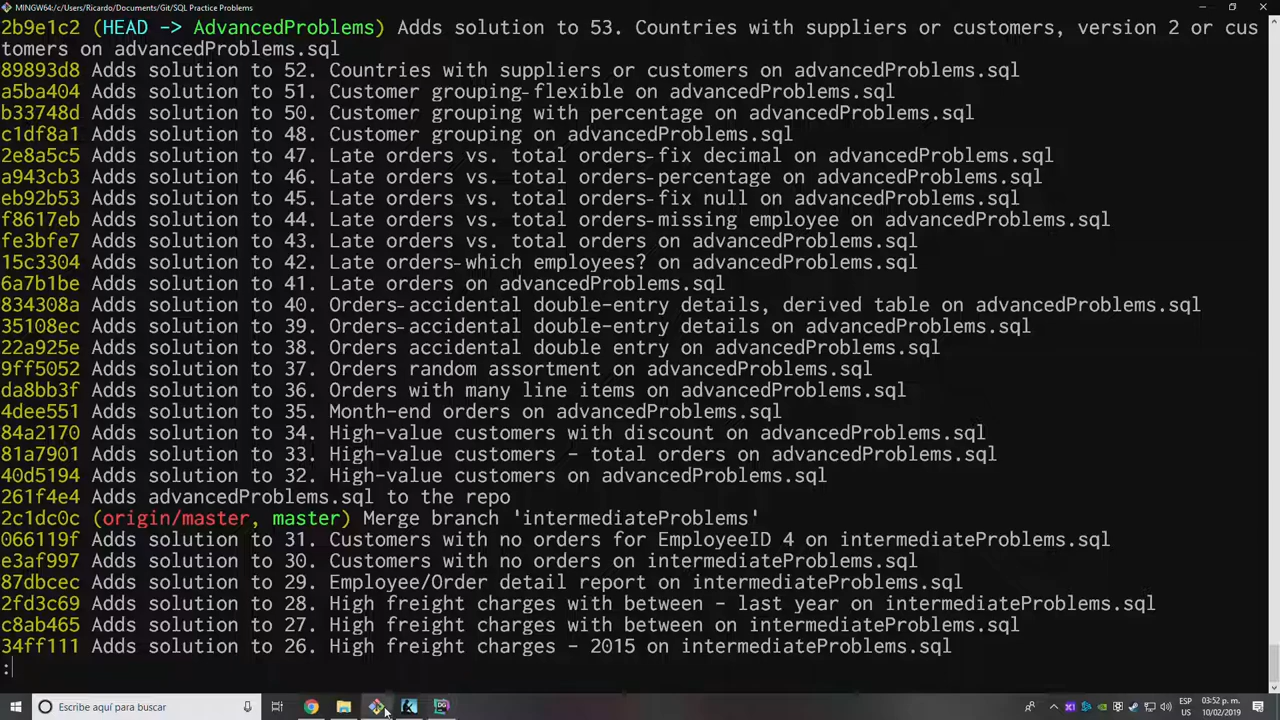 MINGW64:/c/Users/Ricardo/Documents/Git/SQL Practice Problems
2b9e1c2 (HEAD -> AdvancedProblems) Adds solution to 53. Countries with suppliers or customers, version 2 or cus
tomers on advancedProblems.sql
89893d8 Adds solution to 52. Countries with suppliers or customers on advancedProblems.sql
a5ba404 Adds solution to 51. Customer grouping-flexible on advancedProblems.sql
b33748d Adds solution to 50. Customer grouping with percentage on advancedProblems.sql
c1df8a1 Adds solution to 48. Customer grouping on advancedProblems.sql
2e8a5c5 Adds solution to 47. Late orders vs. total orders-fix decimal on advancedProblems.sql
a943cb3 Adds solution to 46. Late orders vs. total orders-percentage on advancedProblems.sql
eb92b53 Adds solution to 45. Late orders vs. total orders-fix null on advancedProblems.sql
f8617eb Adds solution to 44. Late orders vs. total orders-missing employee on advancedProblems.sql
fe3bfe7 Adds solution to 43. Late orders vs. total orders on advancedProblems.sql
15c3304 Adds solution to 42. Late orders-which employees? on advancedProblems.sql
6a7b1be Adds solution to 41. Late orders on advancedProblems.sql
834308a Adds solution to 40. Orders-accidental double-entry details, derived table on advancedProblems.sql
35108ec Adds solution to 39. Orders-accidental double-entry details on advancedProblems.sql
22a925e Adds solution to 38. Orders accidental double entry on advancedProblems.sql
9ff5052 Adds solution to 37. Orders random assortment on advancedProblems.sql
da8bb3f Adds solution to 36. Orders with many line items on advancedProblems.sql
4dee551 Adds solution to 35. Month-end orders on advancedProblems.sql
84a2170 Adds solution to 34. High-value customers with discount on advancedProblems.sql
81a7901 Adds solution to 33. High-value customers - total orders on advancedProblems.sql
40d5194 Adds solution to 32. High-value customers on advancedProblems.sql
261f4e4 Adds advancedProblems.sql to the repo
2c1dc0c (origin/master, master) Merge branch 'intermediateProblems'
066119f Adds solution to 31. Customers with no orders for EmployeeID 4 on intermediateProblems.sql
e3af997 Adds solution to 30. Customers with no orders on intermediateProblems.sql
87dbcec Adds solution to 29. Employee/Order detail report on intermediateProblems.sql
2fd3c69 Adds solution to 28. High freight charges with between - last year on intermediateProblems.sql
c8ab465 Adds solution to 27. High freight charges with between on intermediateProblems.sql
34ff111 Adds solution to 26. High freight charges - 2015 on intermediateProblems.sql
:
Escribe aquí para buscar
ESP
US
03:52 p. m.
10/02/2019